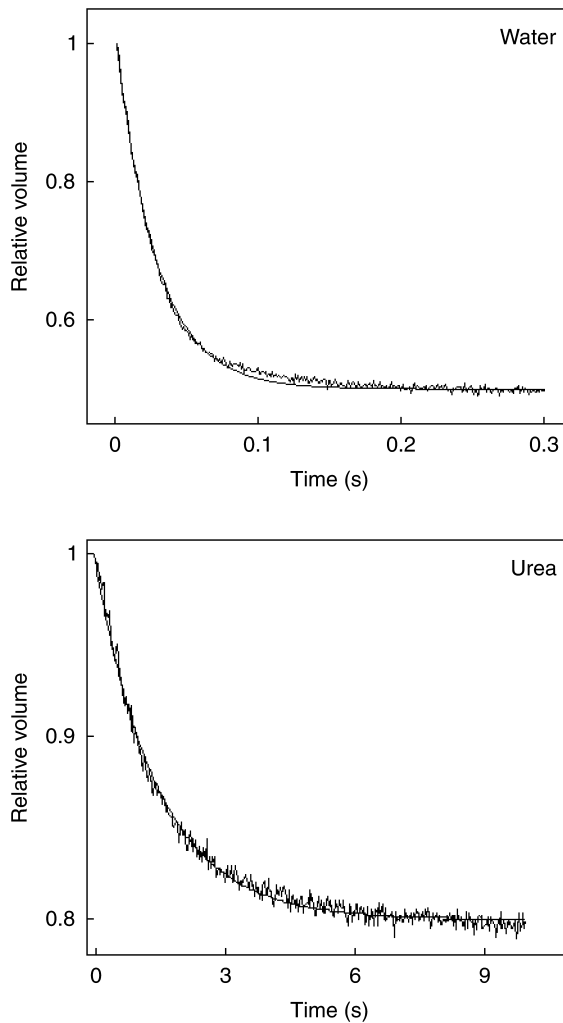 Water
1
0.8
0.6
Relative volume
0 0.1 0.2 0.3
Time (s)
Urea
1
0.9
0.8
Relative volume
0 3 6 9
Time (s)